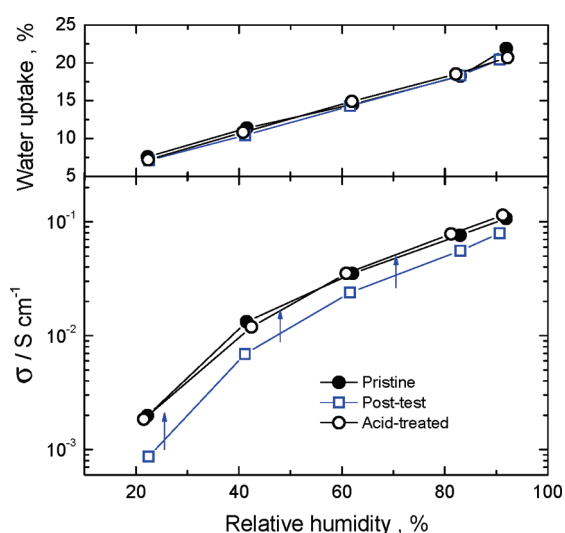 Water uptake , %
25
20
15
10
5
σ / S cm⁻¹
10⁻¹
10⁻²
10⁻³
Pristine
Post-test
Acid-treated
20 40 60 80 100
Relative humidity , %